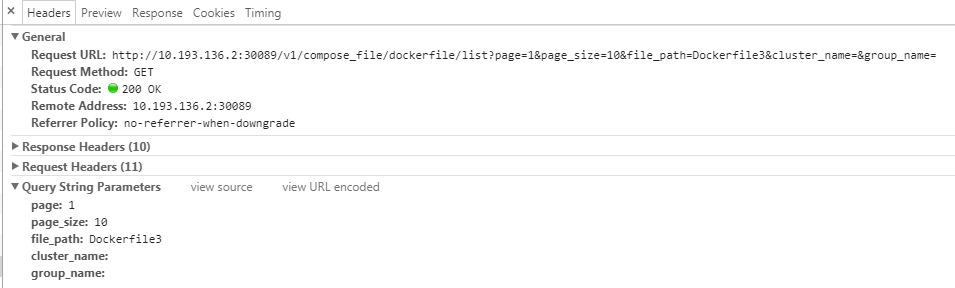 × Headers Preview Response Cookies Timing
▼ General
Request URL: http://10.193.136.2:30089/v1/compose_file/dockerfile/list?page=1&page_size=10&file_path=Dockerfile3&cluster_name=&group_name=
Request Method: GET
Status Code: 200 OK
Remote Address: 10.193.136.2:30089
Referrer Policy: no-referrer-when-downgrade
▶ Response Headers (10)
▶ Request Headers (11)
▼ Query String Parameters view source view URL encoded
page: 1
page_size: 10
file_path: Dockerfile3
cluster_name:
group_name: